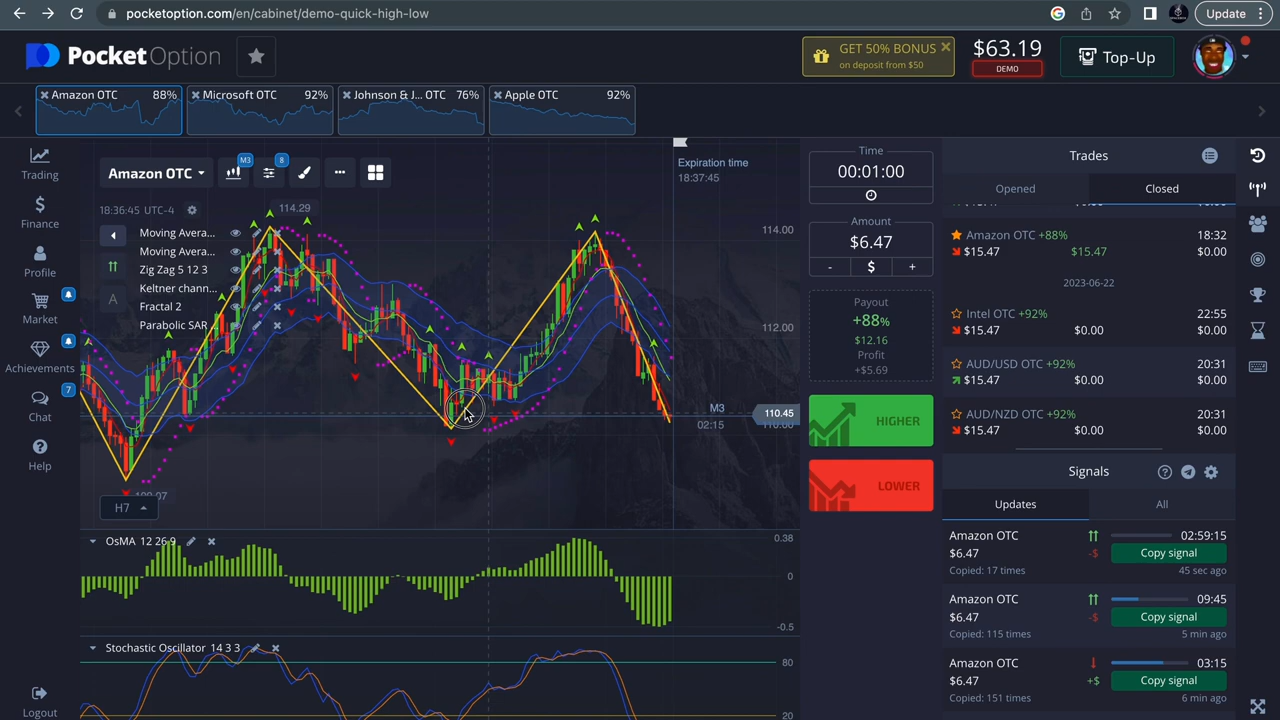 pocketoption.com/en/cabinet/demo-quick-high-low
Update
PocketOption
GET 50% BONUS
on deposit from $50
$63.19
DEMO
Top-Up
Amazon OTC 88%
Microsoft OTC 92%
Johnson & J... OTC 76%
Apple OTC 92%
Trading
Finance
Profile
Market
Achievements
Chat
7
Help
Logout
Amazon OTC
M3
8
18:36:45 UTC-4
Moving Avera...
Moving Avera...
Zig Zag 5 12 3
Keltner chann...
Fractal 2
Parabolic SAR
A
114.29
H7
Expiration time
18:37:45
114.00
112.00
M3
02:15
110.45
OsMA 12 26 9
0.38
0
-0.5
Stochastic Oscillator 14 3 3
80
20
Time
00:01:00
Amount
$6.47
- $ +
Payout
+88%
$12.16
Profit
+$5.69
HIGHER
LOWER
Trades
Opened
Closed
Amazon OTC +88% 18:32
$15.47 $15.47 $0.00
2023-06-22
Intel OTC +92% 22:55
$15.47 $0.00 $0.00
AUD/USD OTC +92% 20:31
$15.47 $0.00 $0.00
AUD/NZD OTC +92% 20:31
$15.47 $0.00 $0.00
Signals
Updates
All
Amazon OTC 02:59:15
$6.47 -$ Copy signal
Copied: 17 times 45 sec ago
Amazon OTC 09:45
$6.47 -$ Copy signal
Copied: 115 times 5 min ago
Amazon OTC 03:15
$6.47 +$ Copy signal
Copied: 151 times 6 min ago